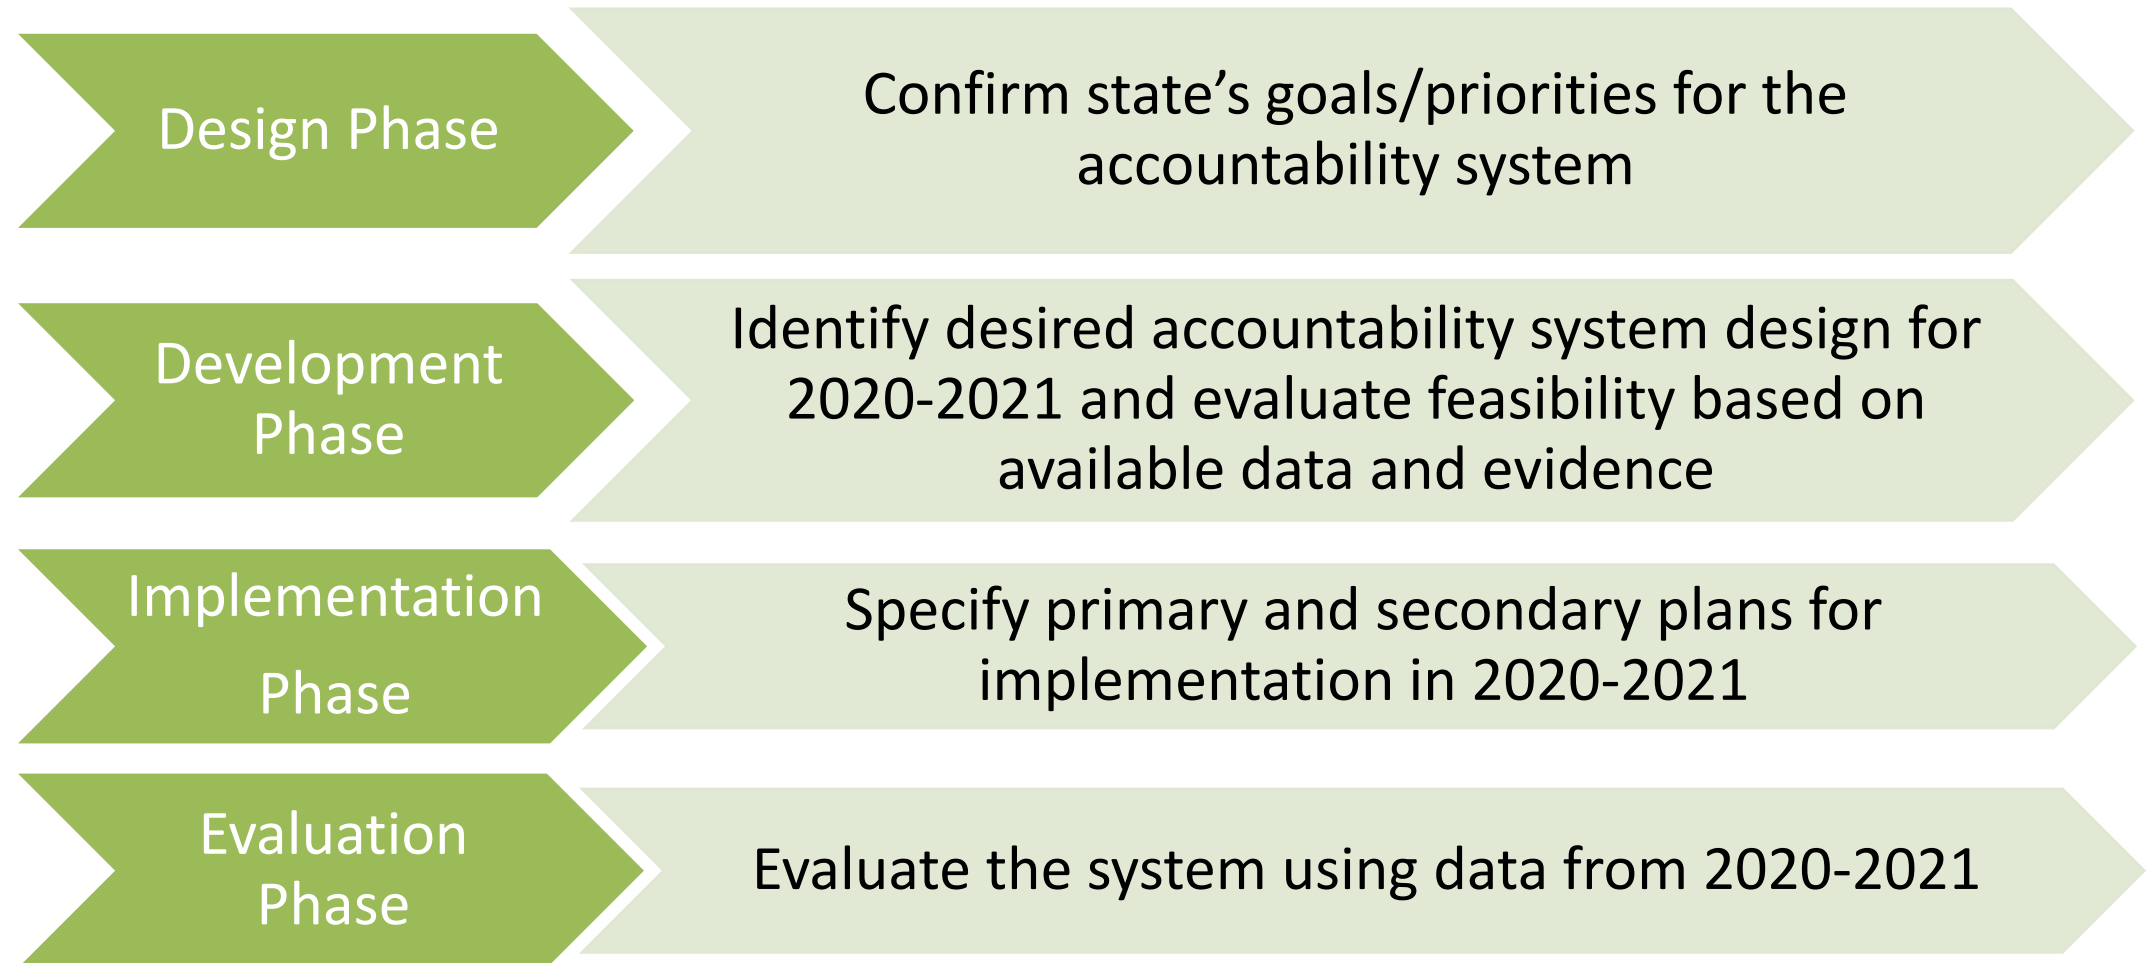 Design Phase
Confirm state’s goals/priorities for the
accountability system
Development
Phase
Identify desired accountability system design for
2020-2021 and evaluate feasibility based on
available data and evidence
Implementation
Phase
Specify primary and secondary plans for
implementation in 2020-2021
Evaluation
Phase
Evaluate the system using data from 2020-2021